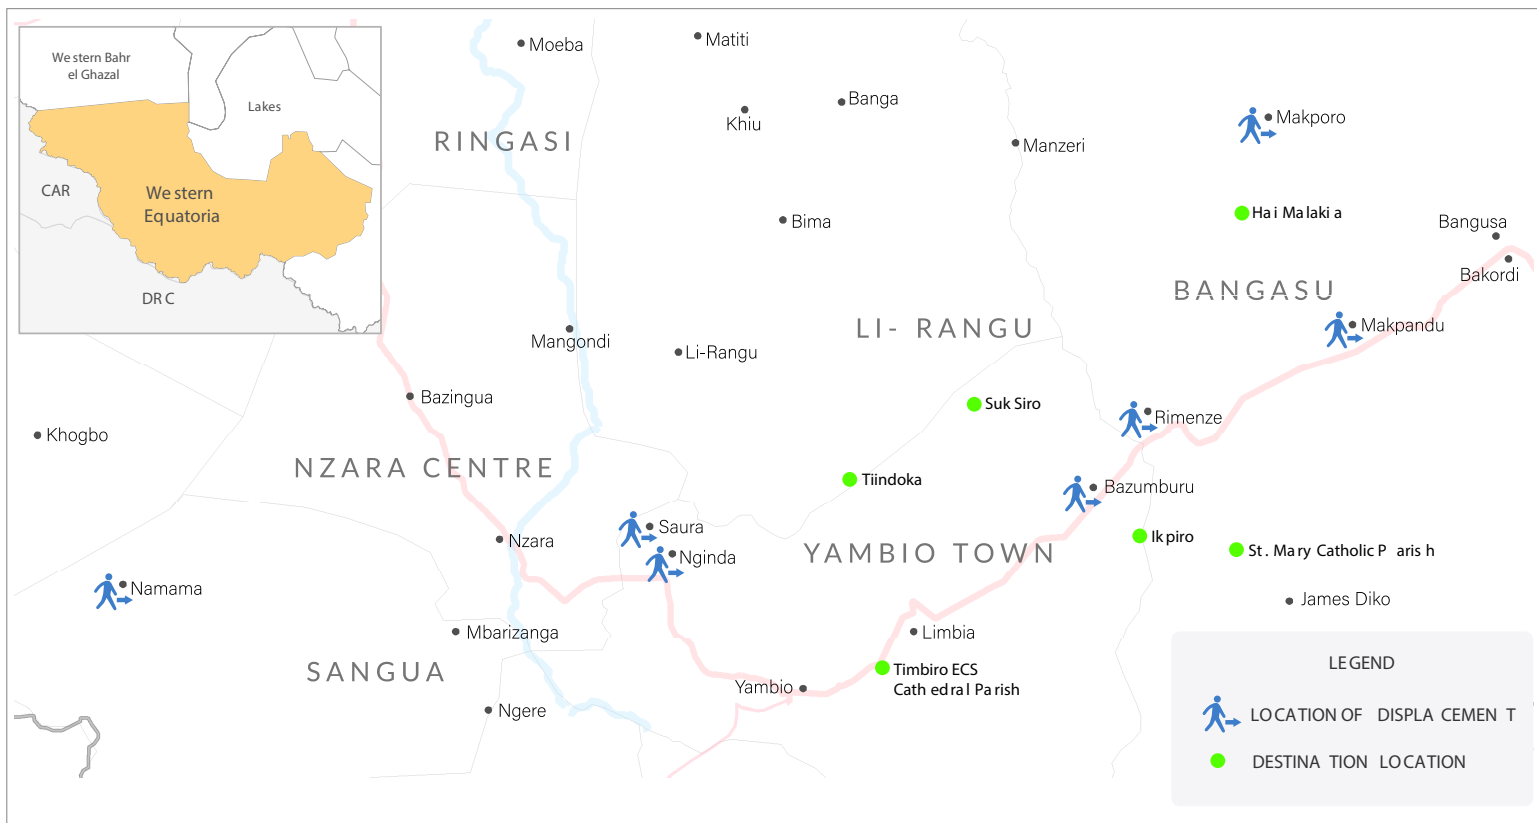 Western Bahr
el Ghazal
Lakes
CAR
Western
Equatoria
DRC
Moeba
Matiti
Banga
Khiu
RINGASI
Manzeri
Makporo
Hai Malakia
Bima
Bangusa
Bakordi
BANGASU
LI- RANGU
Makpandu
Mangondi
Li-Rangu
Bazingua
Suk Siro
Rimenze
Khogbo
NZARA CENTRE
Tiindoka
Bazumburu
Saura
Nzara
Nginda
YAMBIO TOWN
Ikpiro
St. Mary Catholic Parish
Namama
James Diko
Mbarizanga
Limbia
SANGUA
Timbiro ECS
Cathedral Parish
Yambio
Ngere
LEGEND
LOCATION OF DISPLACEMENT
DESTINATION LOCATION